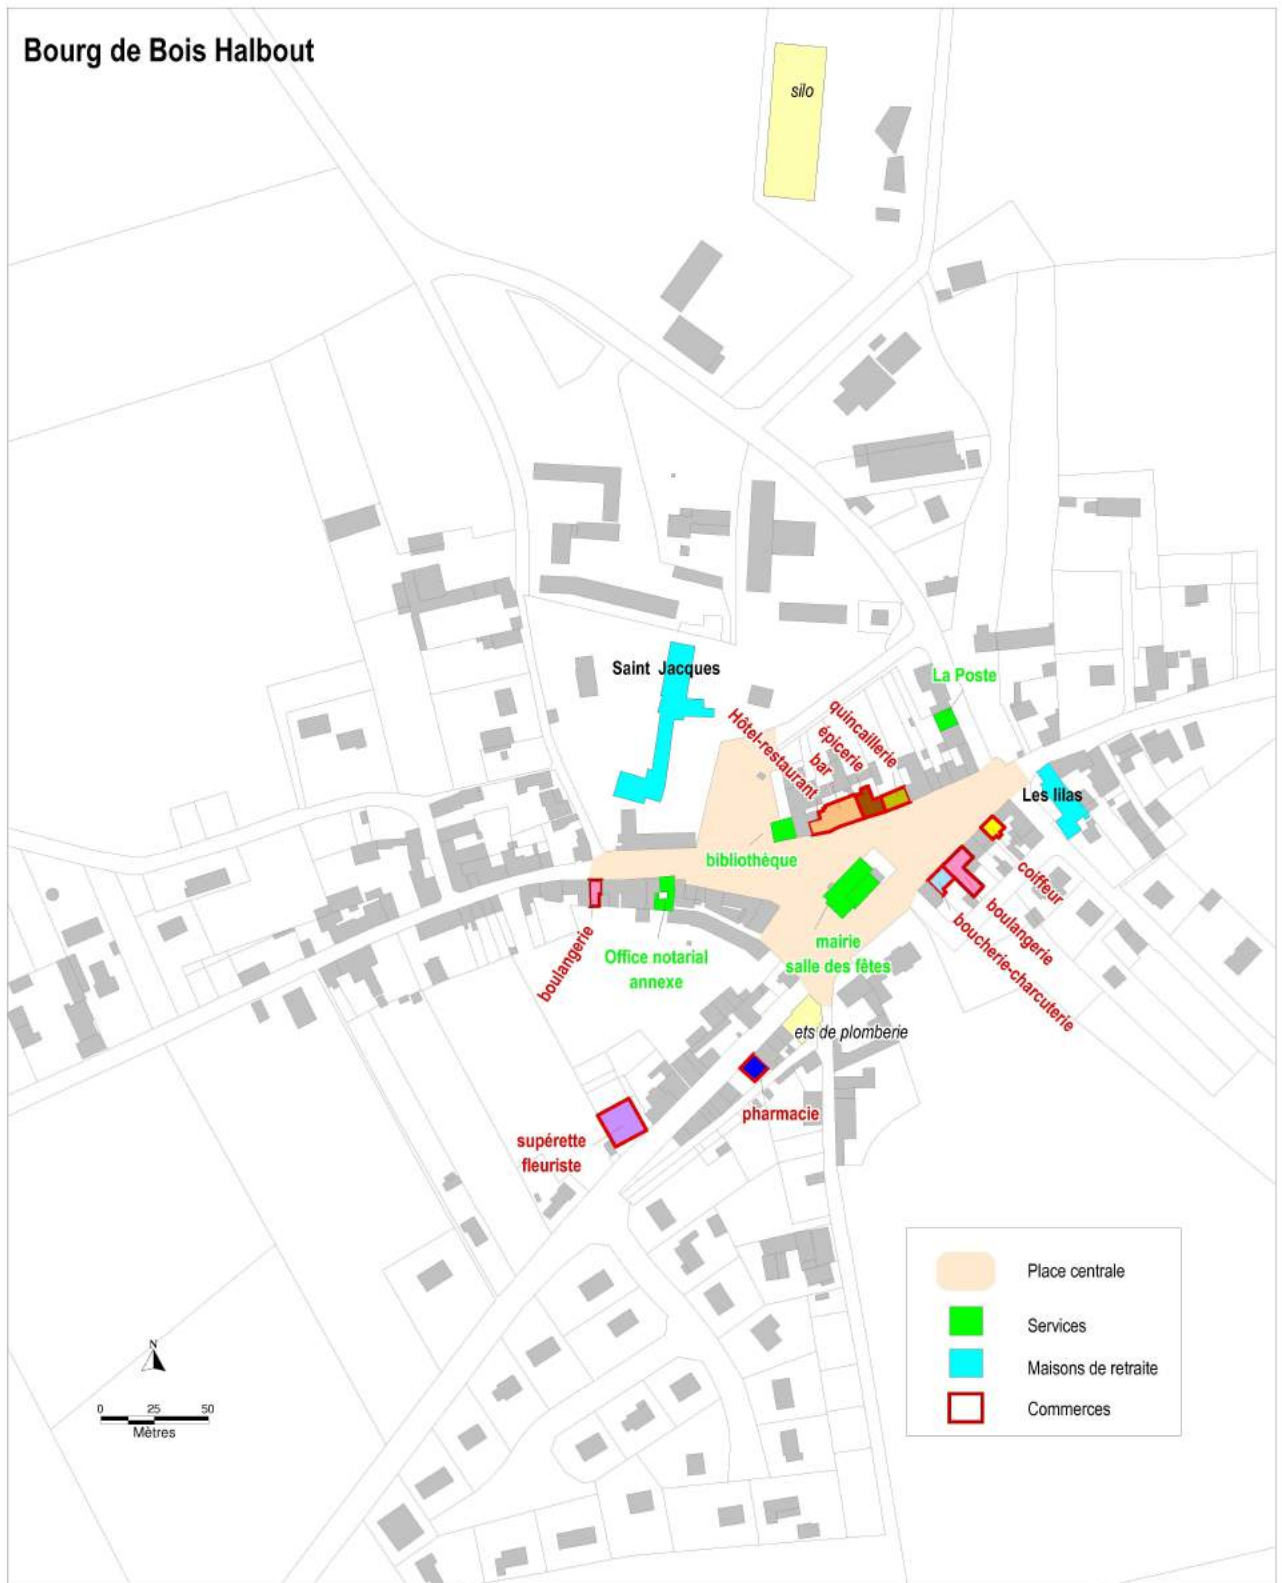 Bourg de Bois Halbout
silo
Saint Jacques
La Poste
Hôtel-restaurant
bar
épicerie
quincaillerie
Les lilas
bibliothèque
coiffeur
boulangerie
boucherie-charcuterie
mairie
salle des fêtes
Office notarial
annexe
boulangerie
ets de plomberie
pharmacie
supérette
fleuriste
Place centrale
Services
Maisons de retraite
Commerces
N
0 25 50
Mètres